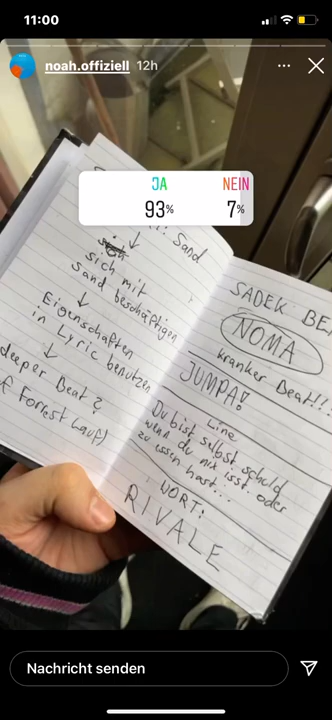 11:00
noah.offiziell 12h
JA NEIN
93% 7%
: Sand
sich mit
Sand beschäftigen
Eigenschaften
in Lyric benutzen
deeper Beat?
Forrest Lauf)
SADEK BE
NOMA
kranker Beat!!
JUMPA!
Line
Du bist selbst schuld
wenn du nix isst oder
zu essen hast...
WORT:
RIVALE
Nachricht senden